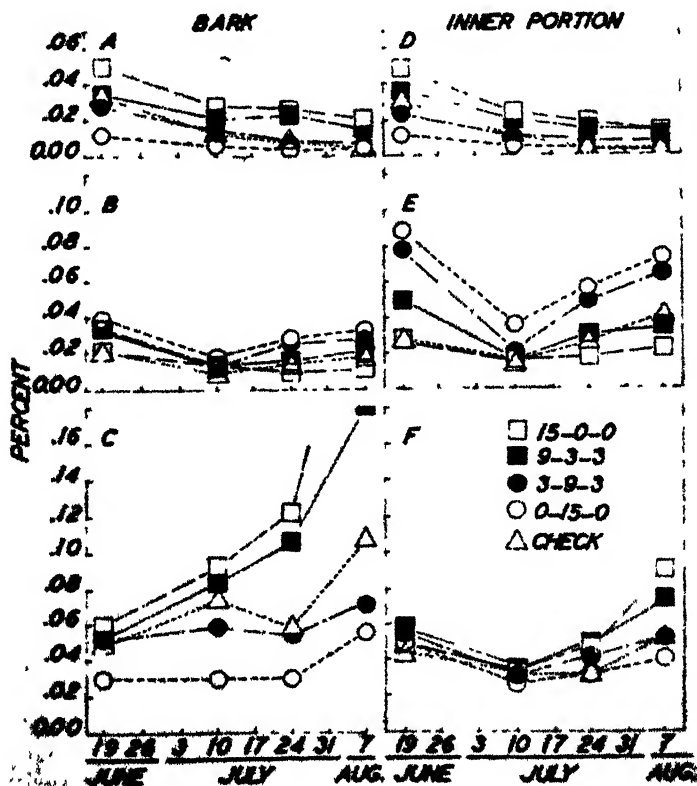 BARK INNER PORTION
.06 A D
.04
.02
0.00
.10 B E
.08
.06
.04
.02
0.00
PERCENT
.16 C F
.14
.12
.10
.08
.06
.04
.02
0.00
15-0-0
9-3-3
3-9-3
0-15-0
CHECK
19 26 3 10 17 24 31 7 19 26 3 10 17 24 31 7
JUNE JULY AUG. JUNE JULY AUG.